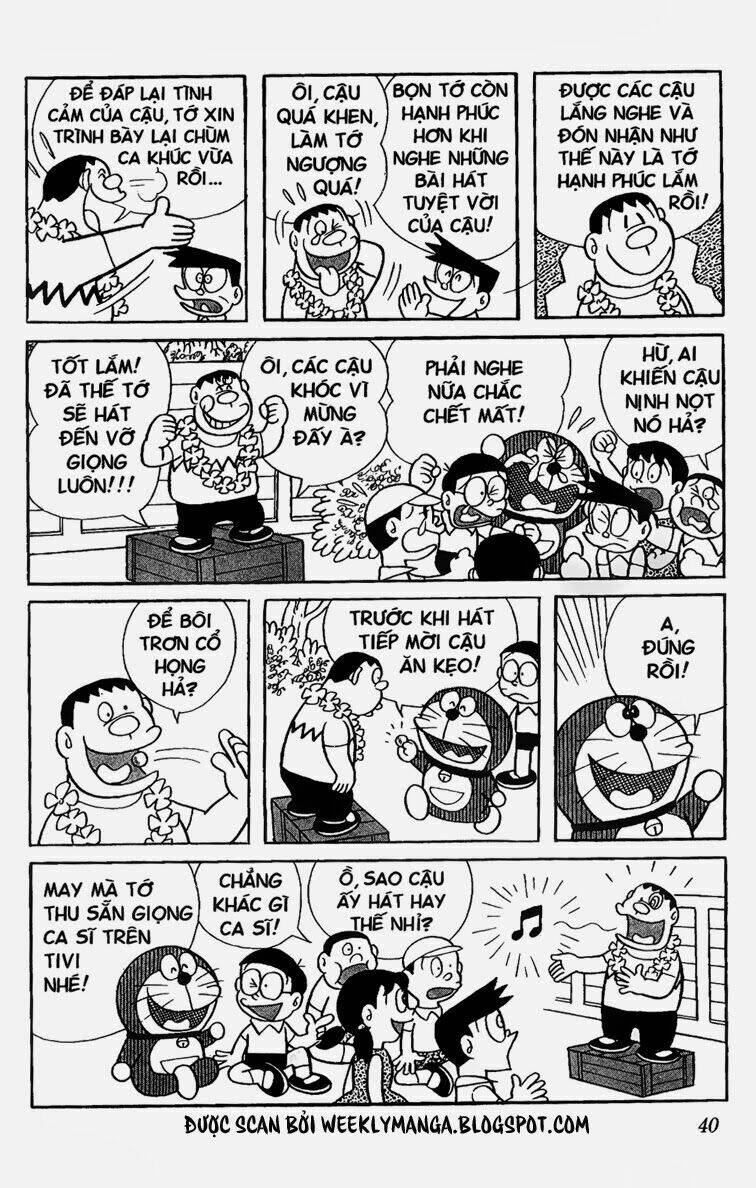 ĐƯỢC CÁC CẬU
LẮNG NGHE VÀ
ĐÓN NHẬN NHƯ
THẾ NÀY LÀ TỚ
HẠNH PHÚC LẮM
RỒI!
BỌN TỚ CÒN
HẠNH PHÚC
HƠN KHI
NGHE NHỮNG
BÀI HÁT
TUYỆT VỜI
CỦA CẬU!
ÔI, CẬU
QUÁ KHEN,
LÀM TỚ
NGƯỢNG
QUÁ!
ĐỂ ĐÁP LẠI TÌNH
CẢM CỦA CẬU, TỚ XIN
TRÌNH BÀY LẠI CHÙM
CA KHÚC VỪA
RỒI...
HỪ, AI
KHIẾN CẬU
NỊNH NỌT
NÓ HẢ?
PHẢI NGHE
NỮA CHẮC
CHẾT MẤT!
ÔI, CÁC CẬU
KHÓC VÌ
MỪNG
ĐẤY À?
TỐT LẮM!
ĐÃ THẾ TỚ
SẼ HÁT
ĐẾN VỠ
GIỌNG
LUÔN!!!
A,
ĐÚNG
RỒI!
TRƯỚC KHI HÁT
TIẾP MỜI CẬU
ĂN KẸO!
ĐỂ BÔI
TRƠN CỔ
HỌNG
HẢ?
Ồ, SAO CẬU
ẤY HÁT HAY
THẾ NHỈ?
CHẲNG
KHÁC GÌ
CA SĨ!
MAY MÀ TỚ
THU SẴN GIỌNG
CA SĨ TRÊN
TIVI
NHÉ!
ĐƯỢC SCAN BỞI WEEKLYMANGA.BLOGSPOT.COM
40